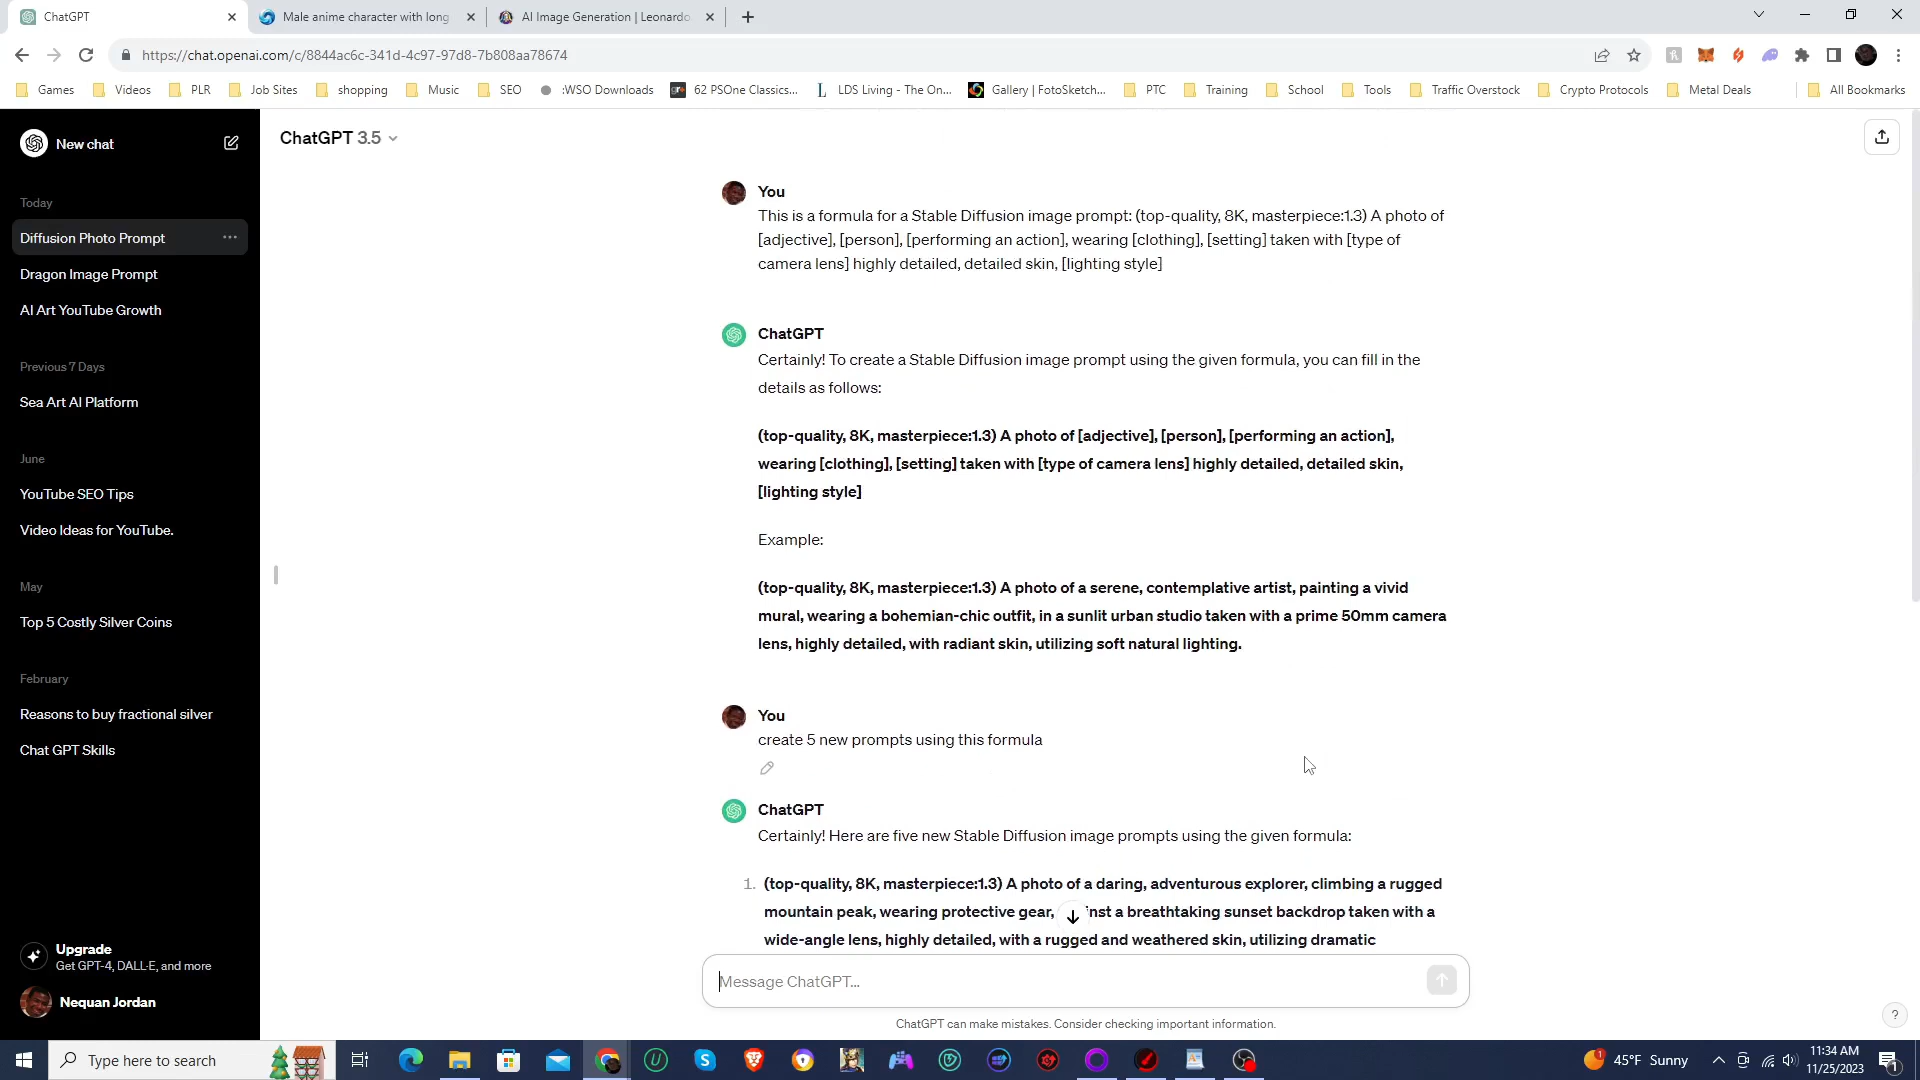 ChatGPT
Male anime character with long
AI Image Generation | Leonardo
https://chat.openai.com/c/8844ac6c-341d-4c97-97d8-7b808aa78674
Games
Videos
PLR
Job Sites
shopping
Music
SEO
:WSO Downloads
62 PSOne Classics...
LDS Living - The On...
Gallery | FotoSketch...
PTC
Training
School
Tools
Traffic Overstock
Crypto Protocols
Metal Deals
All Bookmarks
New chat
Today
Diffusion Photo Prompt
Dragon Image Prompt
AI Art YouTube Growth
Previous 7 Days
Sea Art AI Platform
June
YouTube SEO Tips
Video Ideas for YouTube.
May
Top 5 Costly Silver Coins
February
Reasons to buy fractional silver
Chat GPT Skills
Upgrade
Get GPT-4, DALL·E, and more
Nequan Jordan
ChatGPT 3.5
You
This is a formula for a Stable Diffusion image prompt: (top-quality, 8K, masterpiece:1.3) A photo of
[adjective], [person], [performing an action], wearing [clothing], [setting] taken with [type of
camera lens] highly detailed, detailed skin, [lighting style]
ChatGPT
Certainly! To create a Stable Diffusion image prompt using the given formula, you can fill in the
details as follows:
(top-quality, 8K, masterpiece:1.3) A photo of [adjective], [person], [performing an action],
wearing [clothing], [setting] taken with [type of camera lens] highly detailed, detailed skin,
[lighting style]
Example:
(top-quality, 8K, masterpiece:1.3) A photo of a serene, contemplative artist, painting a vivid
mural, wearing a bohemian-chic outfit, in a sunlit urban studio taken with a prime 50mm camera
lens, highly detailed, with radiant skin, utilizing soft natural lighting.
You
create 5 new prompts using this formula
ChatGPT
Certainly! Here are five new Stable Diffusion image prompts using the given formula:
1. (top-quality, 8K, masterpiece:1.3) A photo of a daring, adventurous explorer, climbing a rugged
mountain peak, wearing protective gear, inst a breathtaking sunset backdrop taken with a
wide-angle lens, highly detailed, with a rugged and weathered skin, utilizing dramatic
Message ChatGPT...
ChatGPT can make mistakes. Consider checking important information.
?
Type here to search
45°F Sunny
11:34 AM
11/25/2023